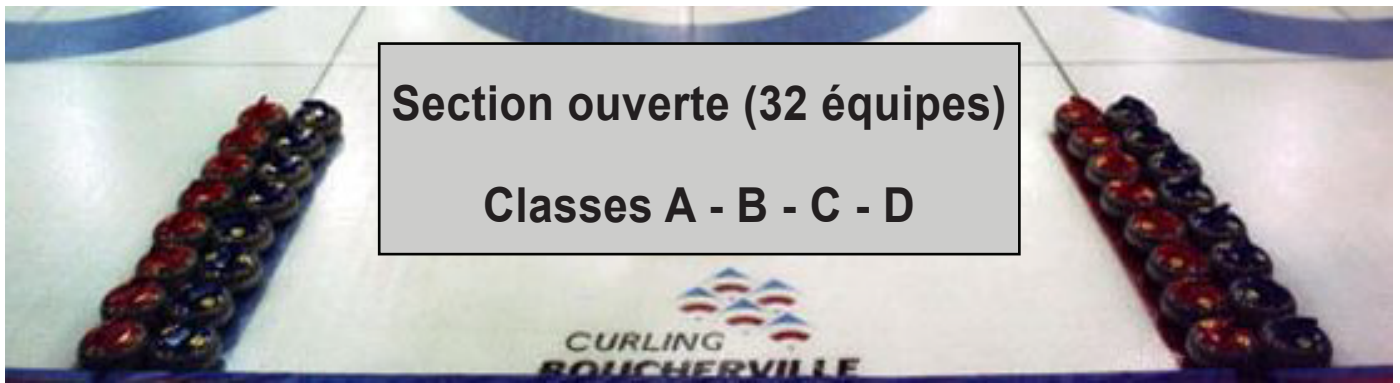 Section ouverte (32 équipes)
Classes A - B - C - D
CURLING
BOUCHERVILLE